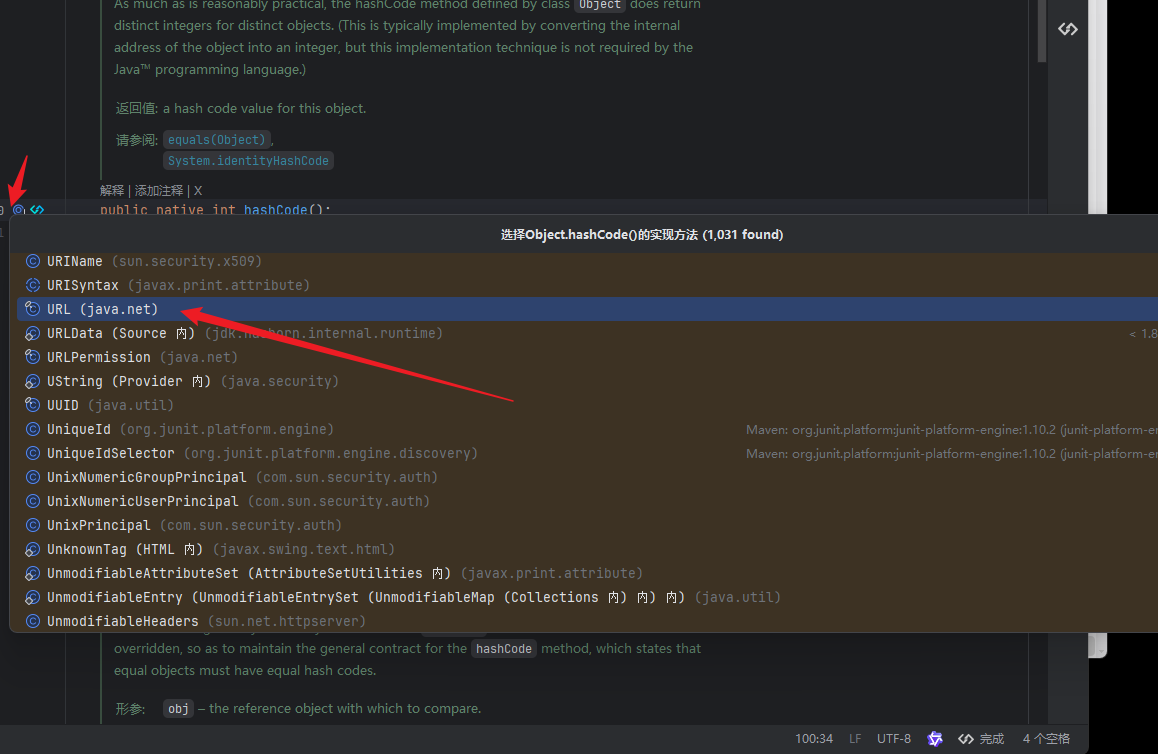 As much as is reasonably practical, the hashCode method defined by class Object does return
distinct integers for distinct objects. (This is typically implemented by converting the internal
address of the object into an integer, but this implementation technique is not required by the
Java™ programming language.)
返回值: a hash code value for this object.
请参阅: equals(Object),
System.identityHashCode
解释 | 添加注释 | X
public native int hashCode();
选择Object.hashCode()的实现方法 (1,031 found)
URIName (sun.security.x509)
URISyntax (javax.print.attribute)
URL (java.net)
URLData (Source 内) (jdk.nashorn.internal.runtime) < 1.8
URLPermission (java.net)
UString (Provider 内) (java.security)
UUID (java.util)
UniqueId (org.junit.platform.engine) Maven: org.junit.platform:junit-platform-engine:1.10.2 (junit-platform-e
UniqueIdSelector (org.junit.platform.engine.discovery) Maven: org.junit.platform:junit-platform-engine:1.10.2 (junit-platform-e
UnixNumericGroupPrincipal (com.sun.security.auth)
UnixNumericUserPrincipal (com.sun.security.auth)
UnixPrincipal (com.sun.security.auth)
UnknownTag (HTML 内) (javax.swing.text.html)
UnmodifiableAttributeSet (AttributeSetUtilities 内) (javax.print.attribute)
UnmodifiableEntry (UnmodifiableEntrySet (UnmodifiableMap (Collections 内) 内) 内) (java.util)
UnmodifiableHeaders (sun.net.httpserver)
overridden, so as to maintain the general contract for the hashCode method, which states that
equal objects must have equal hash codes.
形参: obj – the reference object with which to compare.
100:34 LF UTF-8 完成 4 个空格